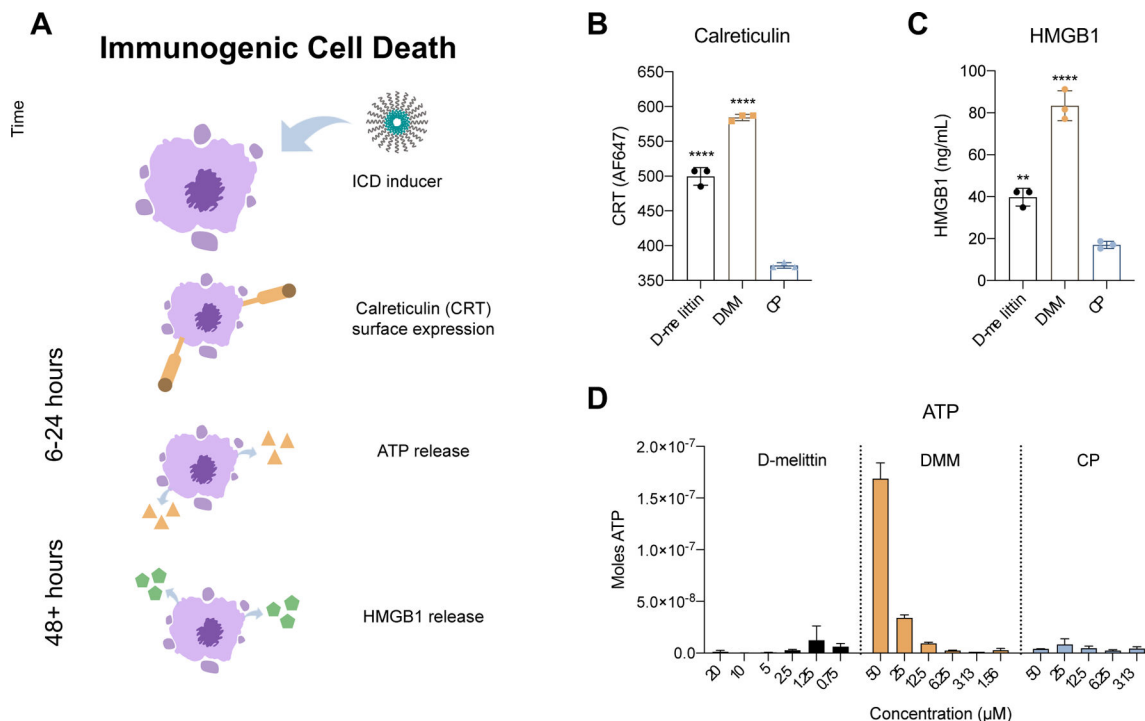 A
Immunogenic Cell Death
Time
ICD inducer
Calreticulin (CRT)
surface expression
6-24 hours
ATP release
48+ hours
HMGB1 release
B
Calreticulin
CRT (AF647)
650
600
550
500
450
400
350
****
****
D-me littin
DMM
CP
C
HMGB1
HMGB1 (ng/mL)
100
80
60
40
20
0
**
****
D-me littin
DMM
CP
D
ATP
Moles ATP
2.0×10-7
1.5×10-7
1.0×10-7
5.0×10-8
0.0
D-melittin
DMM
CP
20 10 5 2.5 1.25 0.75 50 25 12.5 6.25 3.13 1.56 50 25 12.5 6.25 3.13
Concentration (µM)